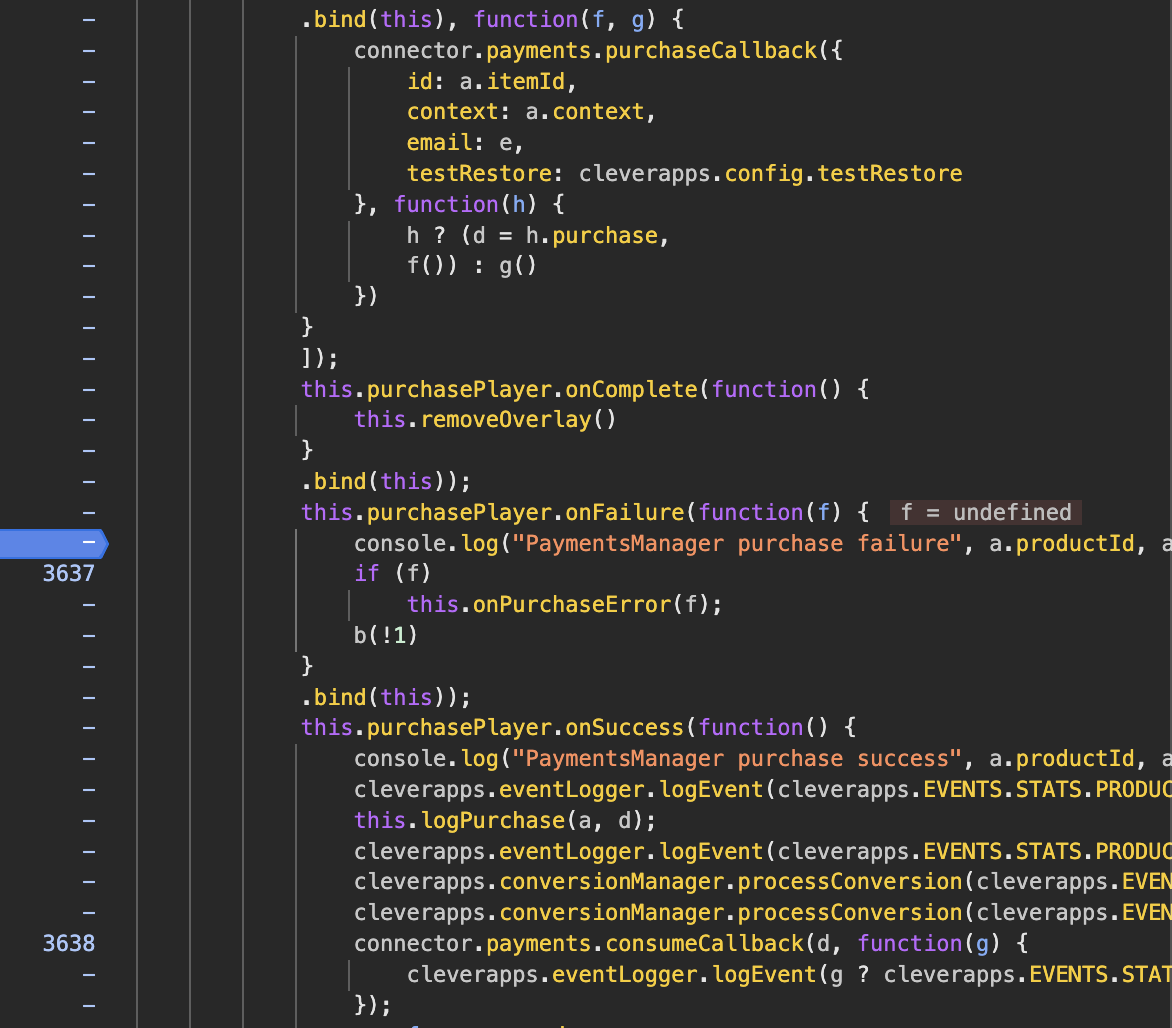 .bind(this), function(f, g) {
connector.payments.purchaseCallback({
id: a.itemId,
context: a.context,
email: e,
testRestore: cleverapps.config.testRestore
}, function(h) {
h ? (d = h.purchase,
f()) : g()
})
}
]);
this.purchasePlayer.onComplete(function() {
this.removeOverlay()
}
.bind(this));
this.purchasePlayer.onFailure(function(f) { f = undefined
console.log("PaymentsManager purchase failure", a.productId, a
3637 if (f)
this.onPurchaseError(f);
b(!1)
}
.bind(this));
this.purchasePlayer.onSuccess(function() {
console.log("PaymentsManager purchase success", a.productId, a
cleverapps.eventLogger.logEvent(cleverapps.EVENTS.STATS.PRODUC
this.logPurchase(a, d);
cleverapps.eventLogger.logEvent(cleverapps.EVENTS.STATS.PRODUC
cleverapps.conversionManager.processConversion(cleverapps.EVEN
cleverapps.conversionManager.processConversion(cleverapps.EVEN
3638 connector.payments.consumeCallback(d, function(g) {
cleverapps.eventLogger.logEvent(g ? cleverapps.EVENTS.STAT
});